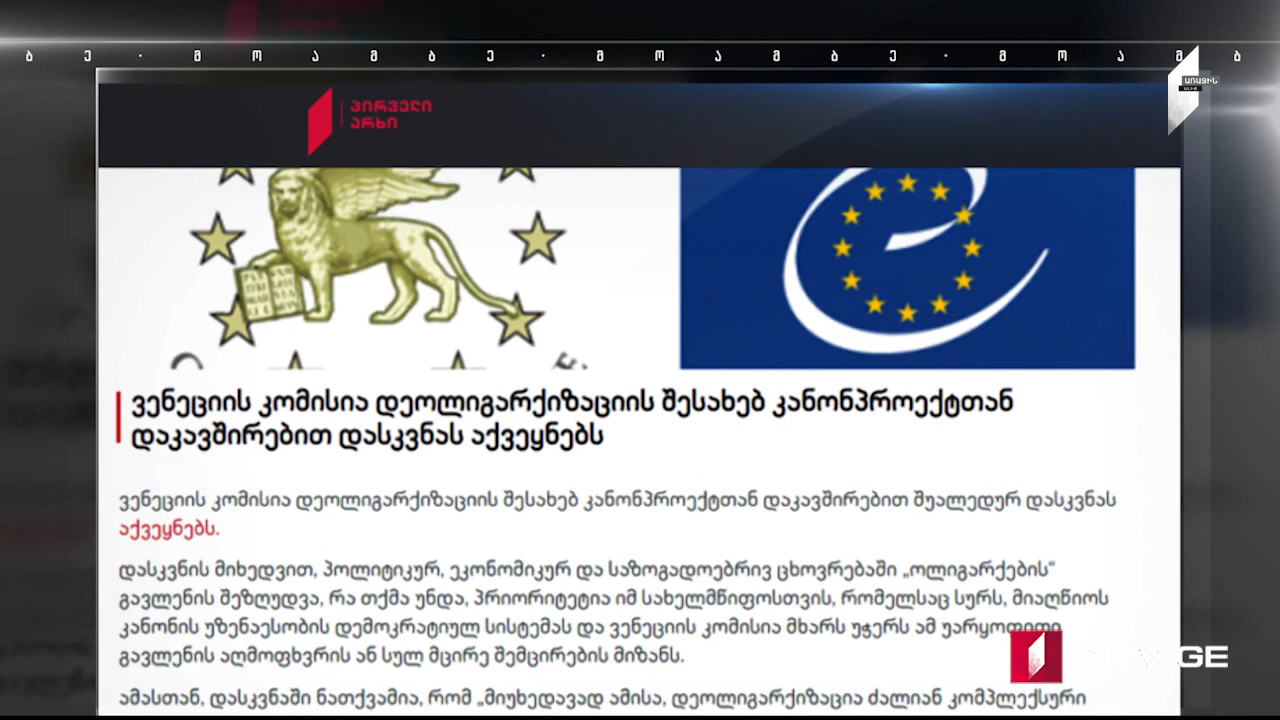 ბ ე · მ ო ა მ ბ ე · მ ო ა მ ბ ე · მ ო ა მ ბ
ԱՌԱՋԻՆ
ԱԼԻՔ
ᲞᲘᲠᲕᲔᲚᲘ
ᲐᲠᲮᲘ
ვენეციის კომისია დეოლიგარქიზაციის შესახებ კანონპროექტთან
დაკავშირებით დასკვნას აქვეყნებს
ვენეციის კომისია დეოლიგარქიზაციის შესახებ კანონპროექტთან დაკავშირებით შუალედურ დასკვნას
აქვეყნებს.
დასკვნის მიხედვით, პოლიტიკურ, ეკონომიკურ და საზოგადოებრივ ცხოვრებაში „ოლიგარქების“
გავლენის შეზღუდვა, რა თქმა უნდა, პრიორიტეტია იმ სახელმწიფოსთვის, რომელსაც სურს, მიაღწიოს
კანონის უზენაესობის დემოკრატიულ სისტემას და ვენეციის კომისია მხარს უჭერს ამ უარყოფითი
გავლენის აღმოფხვრის ან სულ მცირე შემცირების მიზანს.
ამასთან, დასკვნაში ნათქვამია, რომ „მიუხედავად ამისა, დეოლიგარქიზაცია ძალიან კომპლექსური